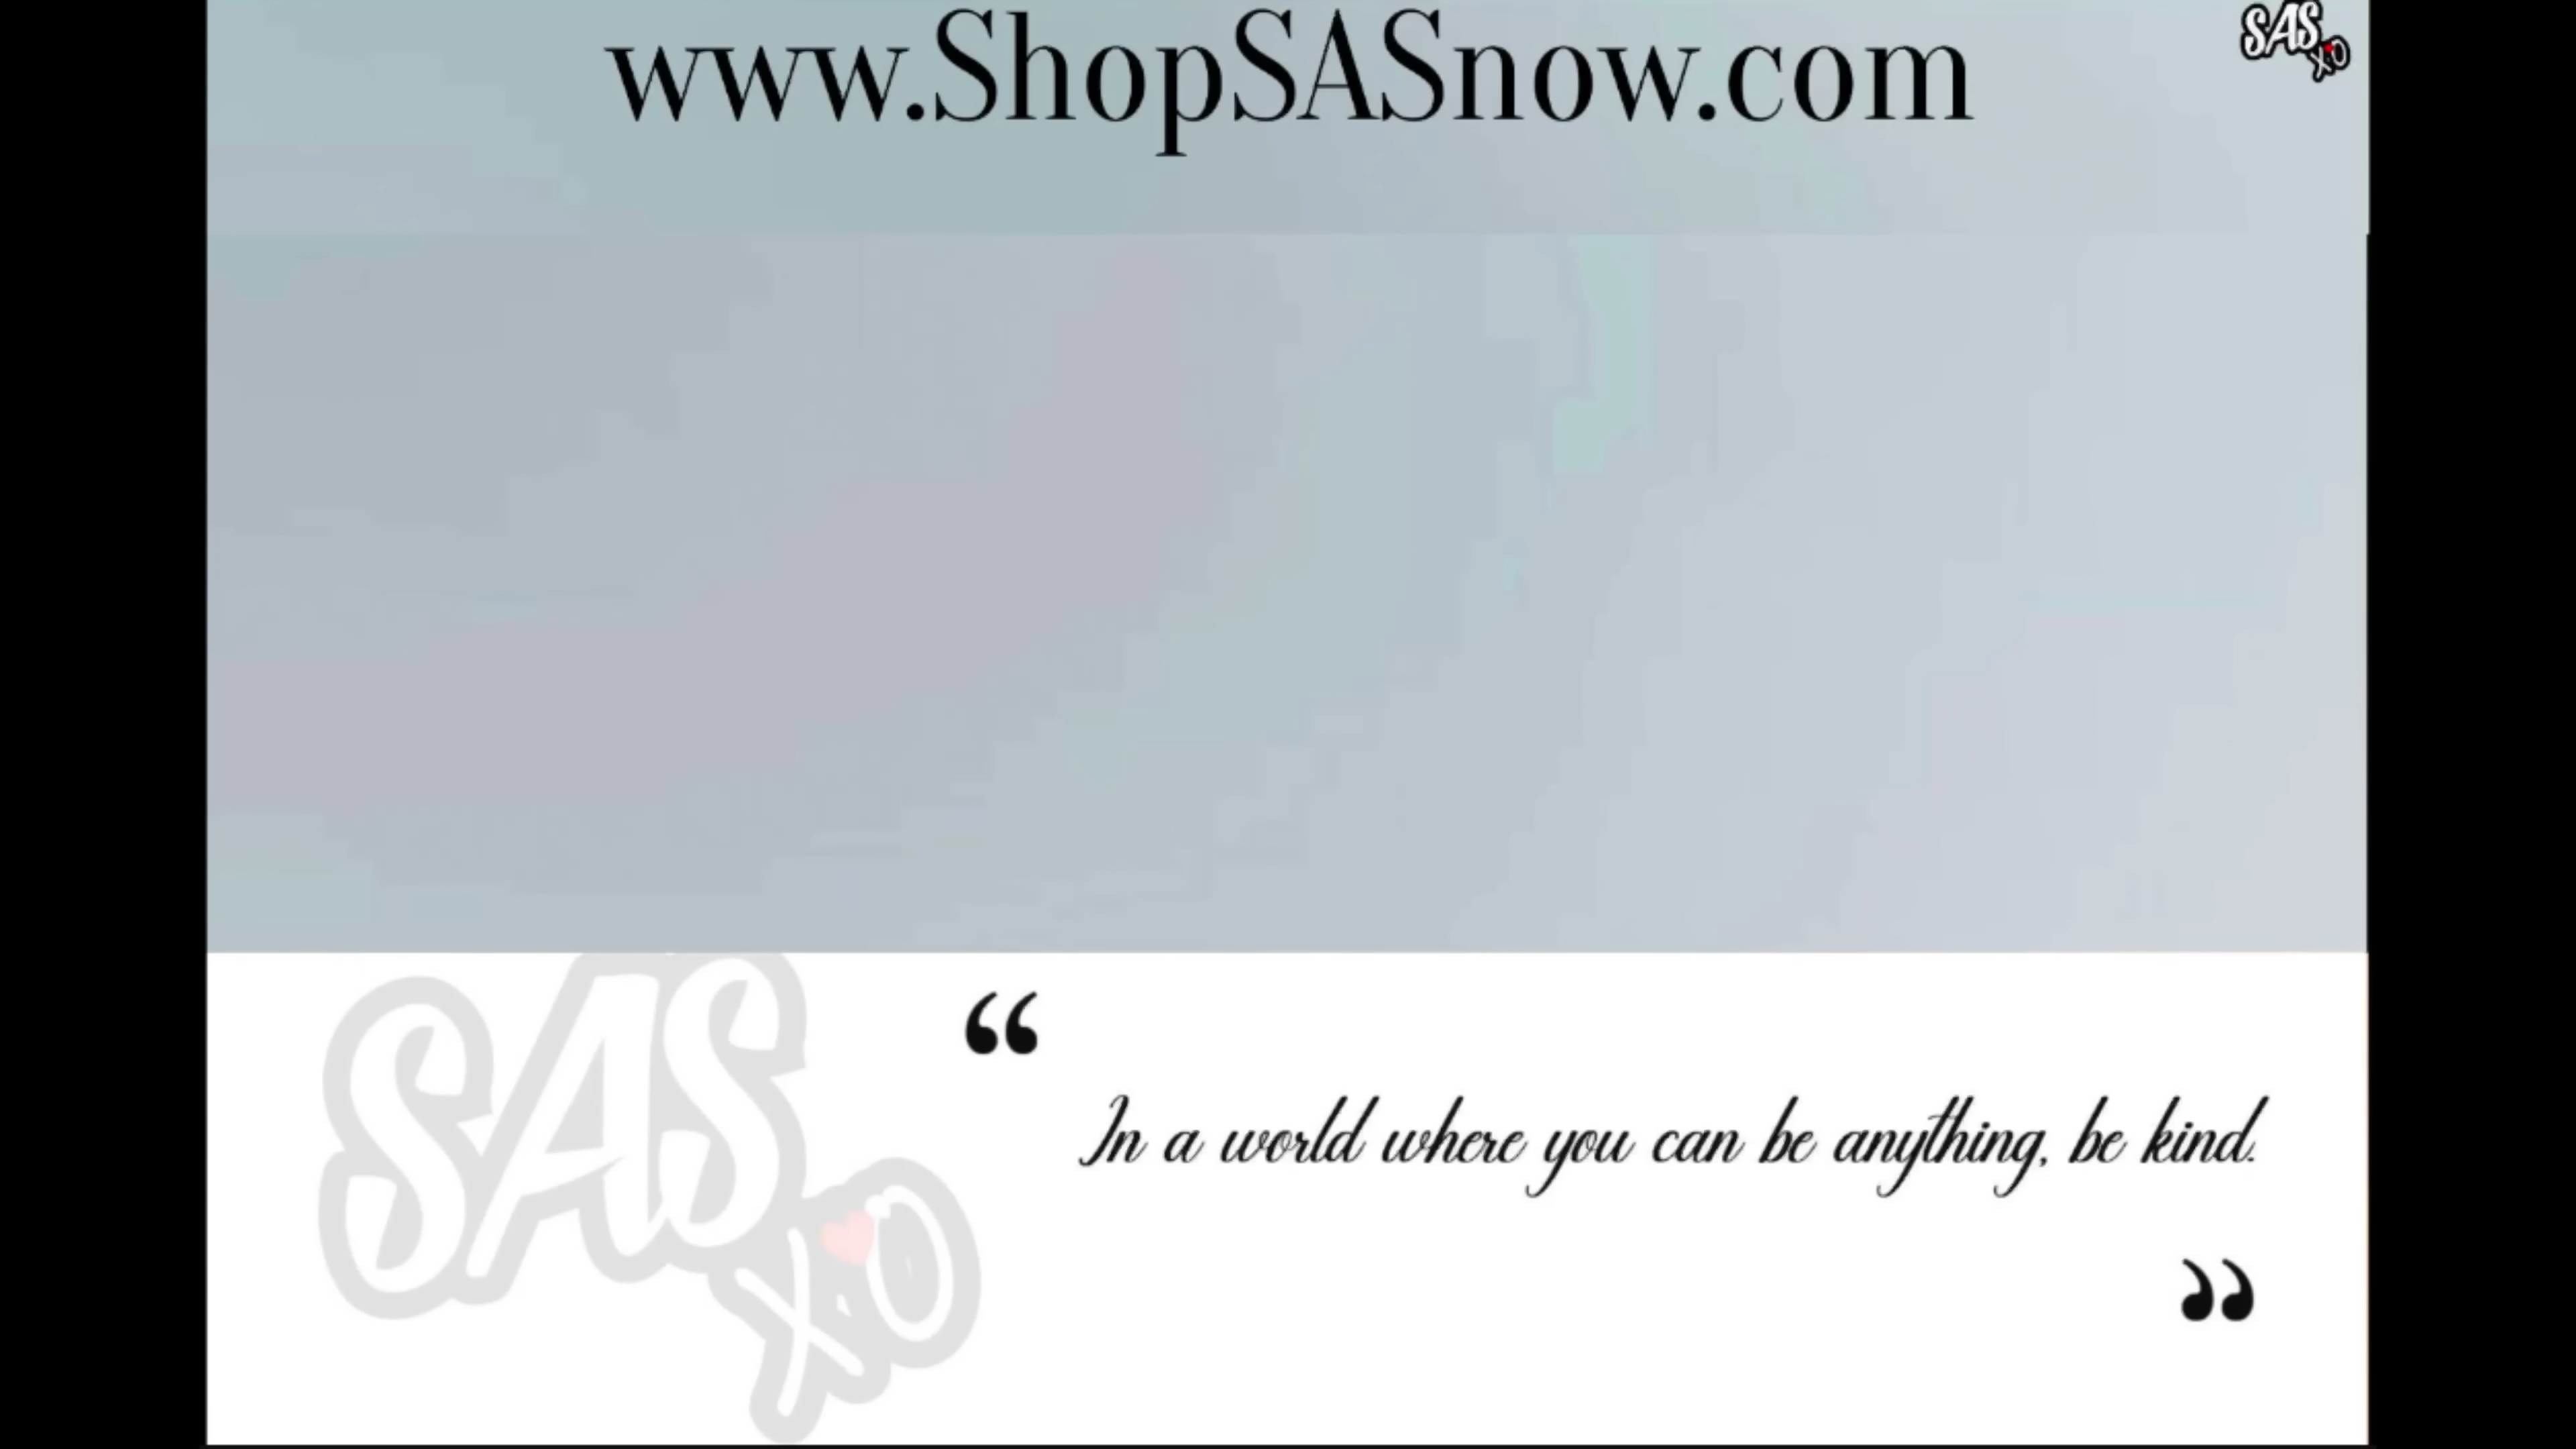 www.ShopSASnow.com
SAS
XO
“
In a world where you can be anything, be kind.
”
SAS
XO